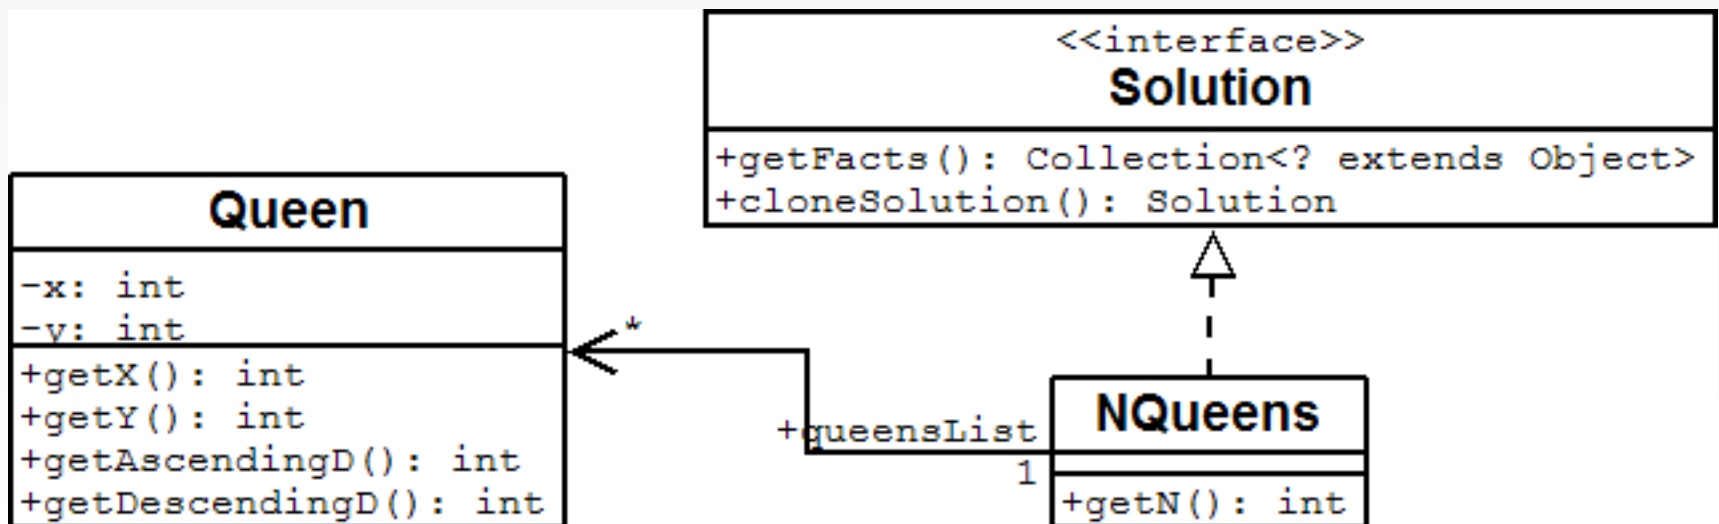 <<interface>>
Solution
+getFacts(): Collection<? extends Object>
+cloneSolution(): Solution
Queen
-x: int
-y: int
+getX(): int
+getY(): int
+getAscendingD(): int
+getDescendingD(): int
*
+queensList
1
NQueens
+getN(): int